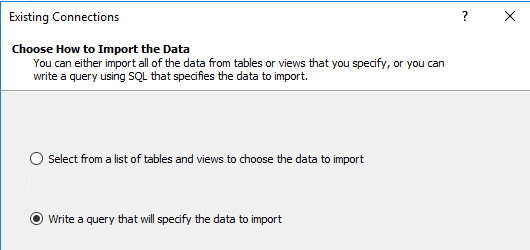 Existing Connections
Choose How to Import the Data
You can either import all of the data from tables or views that you specify, or you can
write a query using SQL that specifies the data to import.
Select from a list of tables and views to choose the data to import
Write a query that will specify the data to import